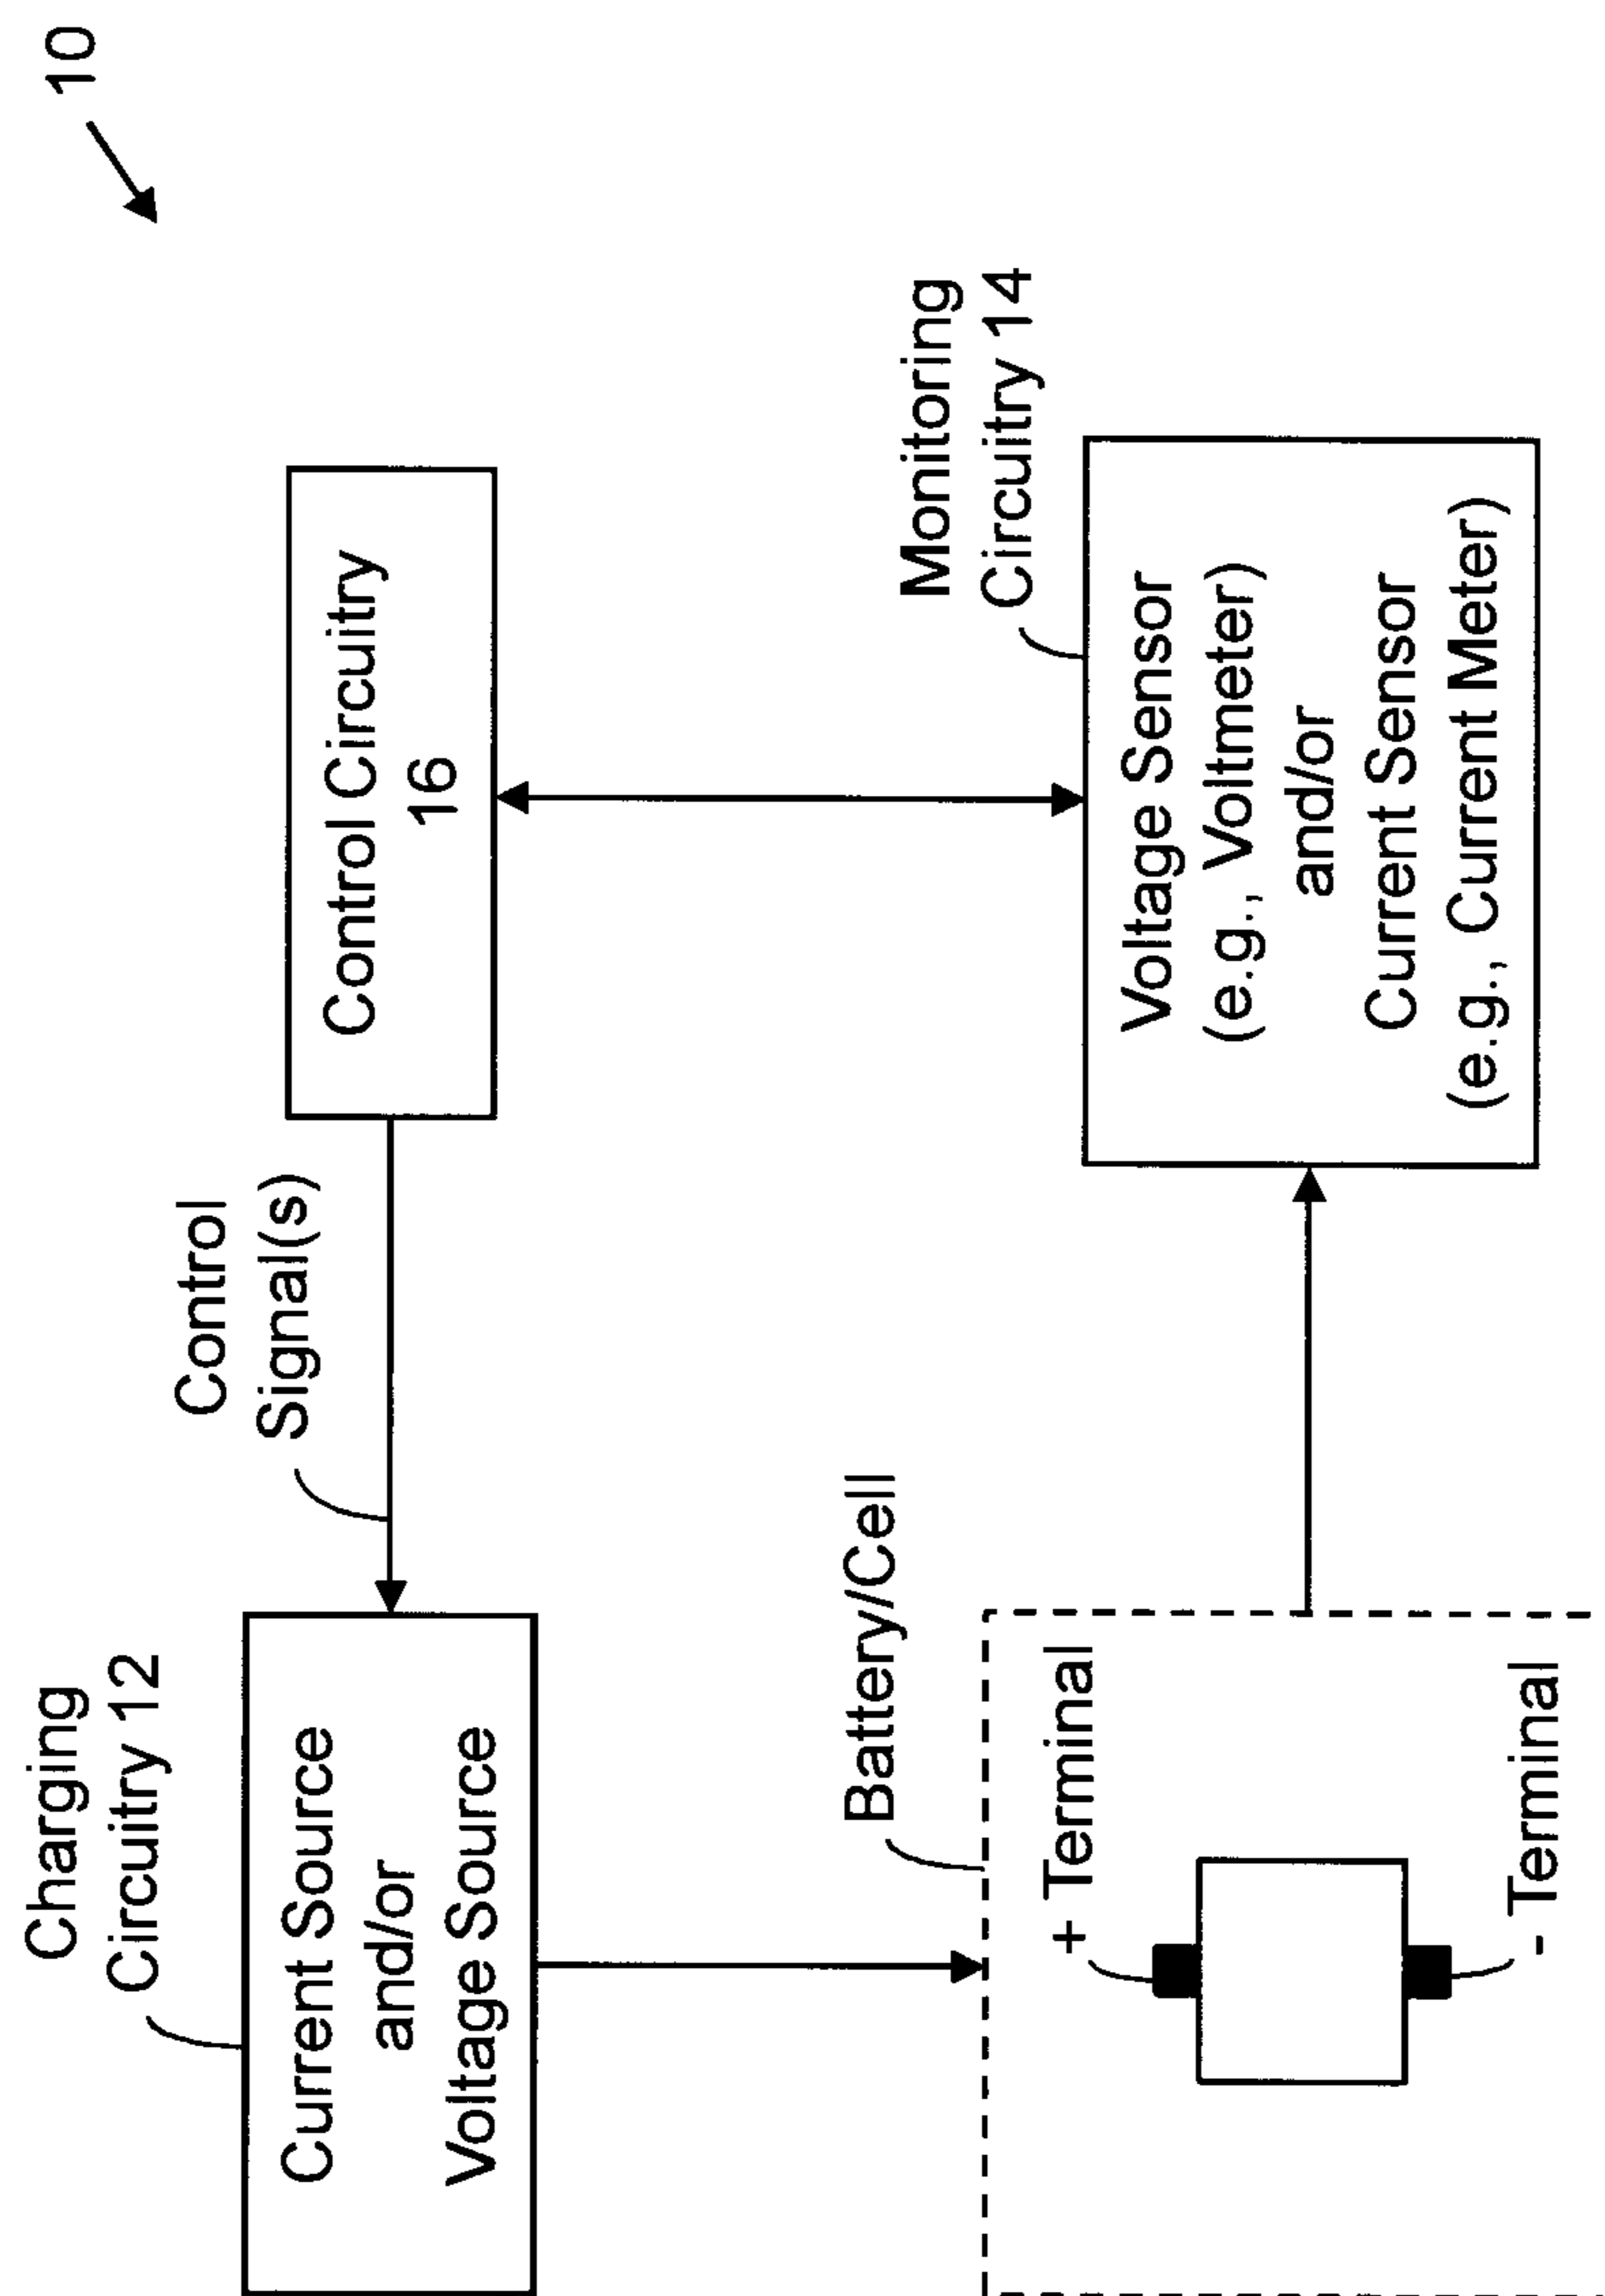 10
Charging
Circuitry 12
Current Source
and/or
Voltage Source
Control
Signal(s)
Control Circuitry
16
Battery/Cell
+ Terminal
- Terminal
Monitoring
Circuitry 14
Voltage Sensor
(e.g., Voltmeter)
and/or
Current Sensor
(e.g., Current Meter)